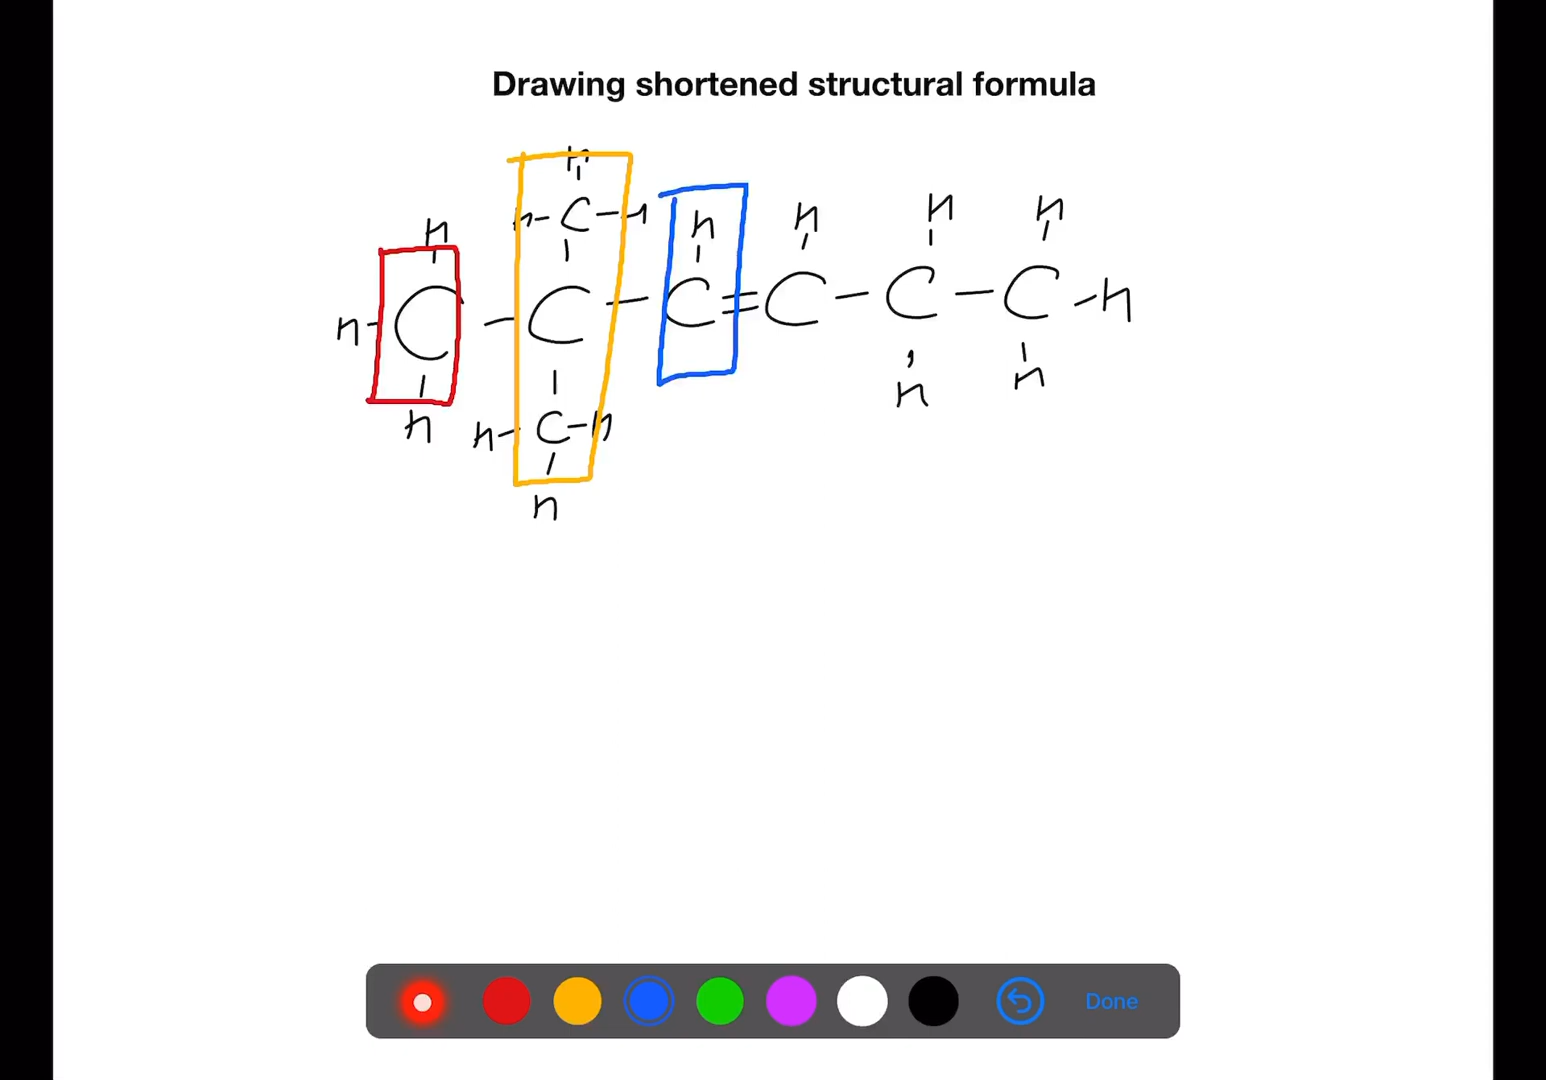 Drawing shortened structural formula
H
H - C - H
H H H H H
H - C - C - C = C - C - C - H
H H H
H - C - H
H
Done